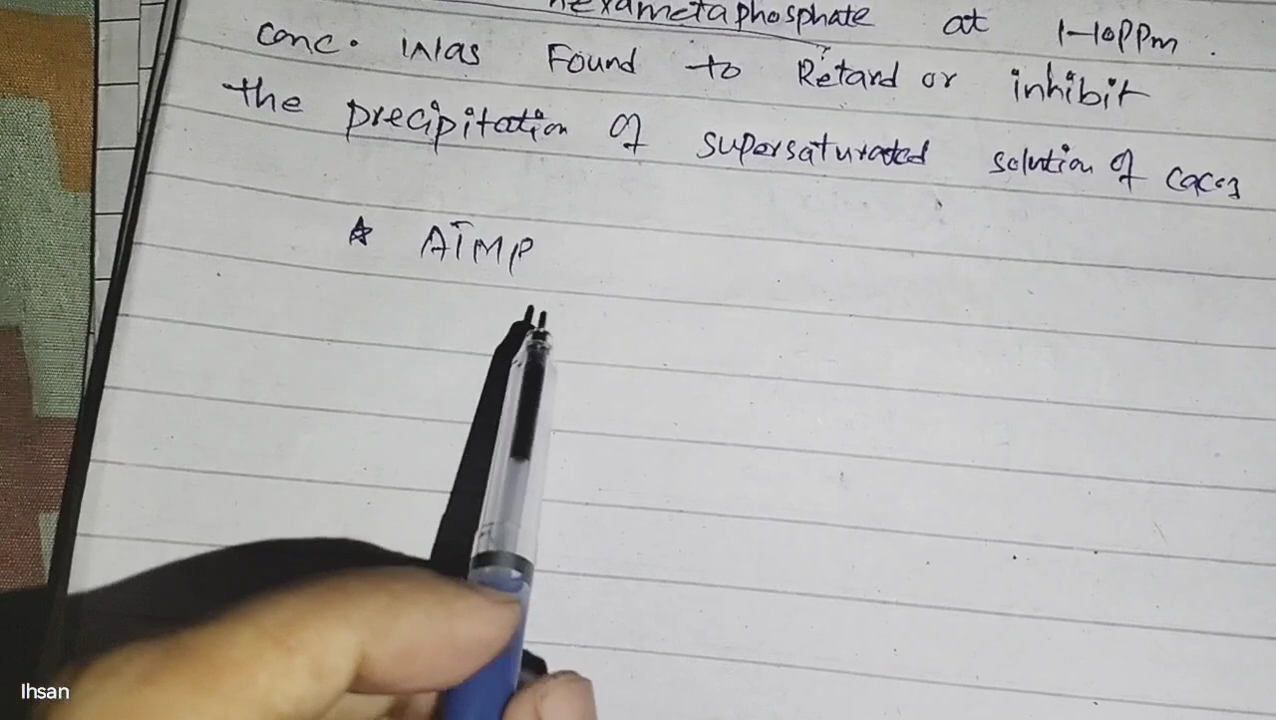 hexametaphosphate at 1-10PPm.
conc. was Found to Retard or inhibit
the precipitation of supersaturated solution of caco3
☆ ATMP
Ihsan